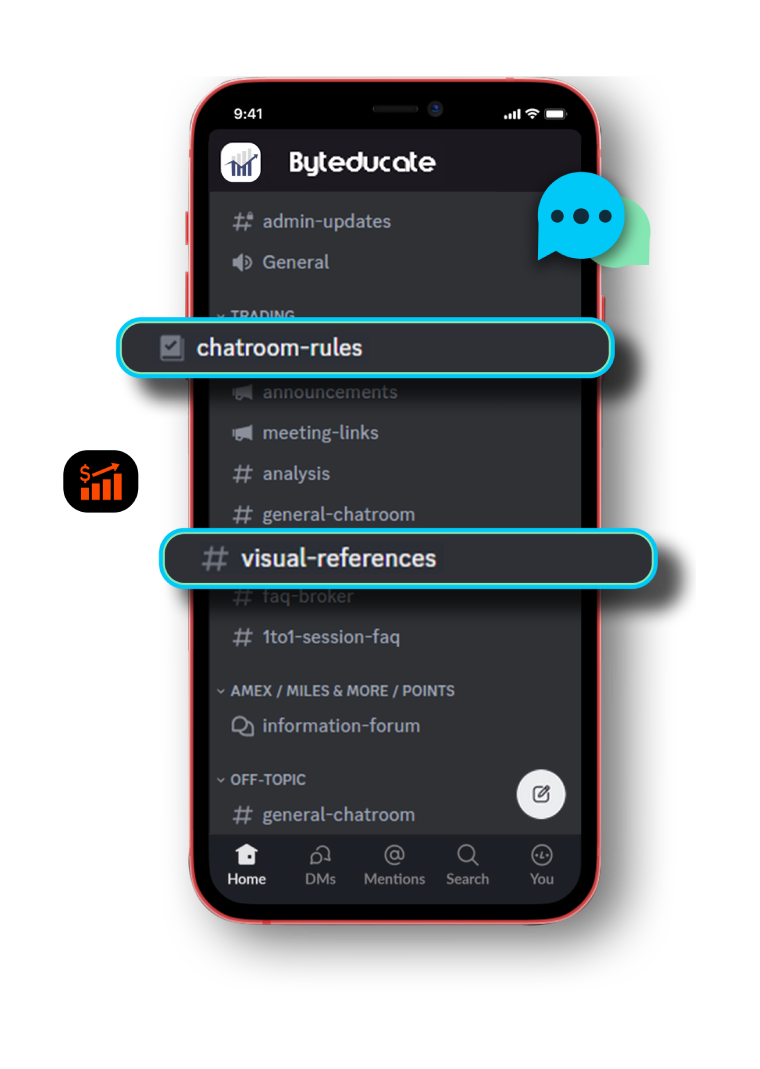 9:41
Byteducate
admin-updates
General
TRADING
chatroom-rules
announcements
meeting-links
analysis
general-chatroom
visual-references
faq-broker
1to1-session-faq
AMEX / MILES & MORE / POINTS
information-forum
OFF-TOPIC
general-chatroom
Home DMs Mentions Search You